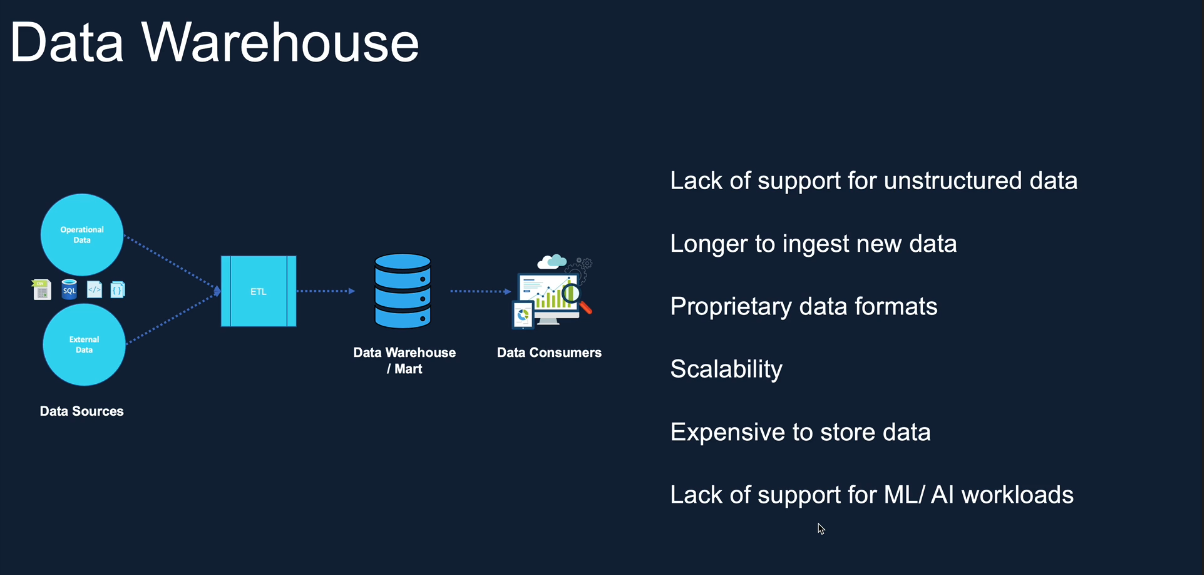 Data Warehouse
Operational
Data
SQL
</>
{}
External
Data
Data Sources
ETL
Data Warehouse
/ Mart
Data Consumers
Lack of support for unstructured data
Longer to ingest new data
Proprietary data formats
Scalability
Expensive to store data
Lack of support for ML/ AI workloads